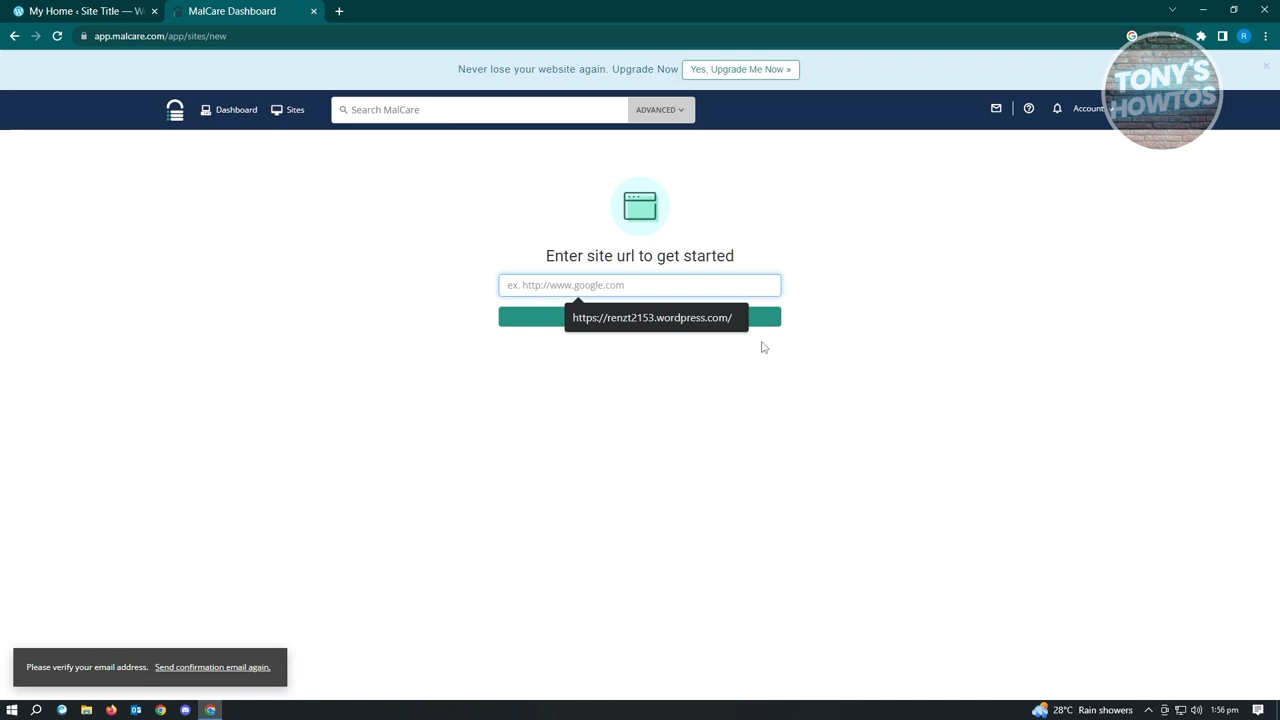 My Home ‹ Site Title — W
MalCare Dashboard
app.malcare.com/app/sites/new
R
Never lose your website again. Upgrade Now
Yes, Upgrade Me Now »
TONY'S
HOWTOS
Dashboard
Sites
Search MalCare
ADVANCED
Account
Enter site url to get started
ex. http://www.google.com
https://renzt2153.wordpress.com/
Please verify your email address. Send confirmation email again.
28°C Rain showers
1:56 pm